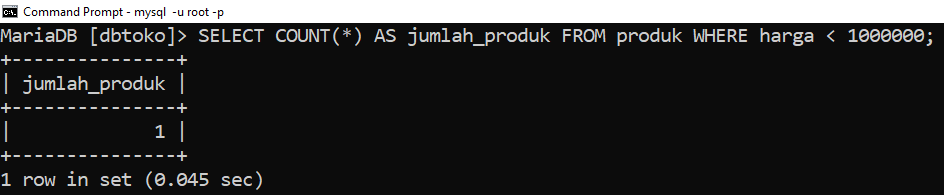 Command Prompt - mysql -u root -p
MariaDB [dbtoko]> SELECT COUNT(*) AS jumlah_produk FROM produk WHERE harga < 1000000;
+---------------+
| jumlah_produk |
+---------------+
|             1 |
+---------------+
1 row in set (0.045 sec)